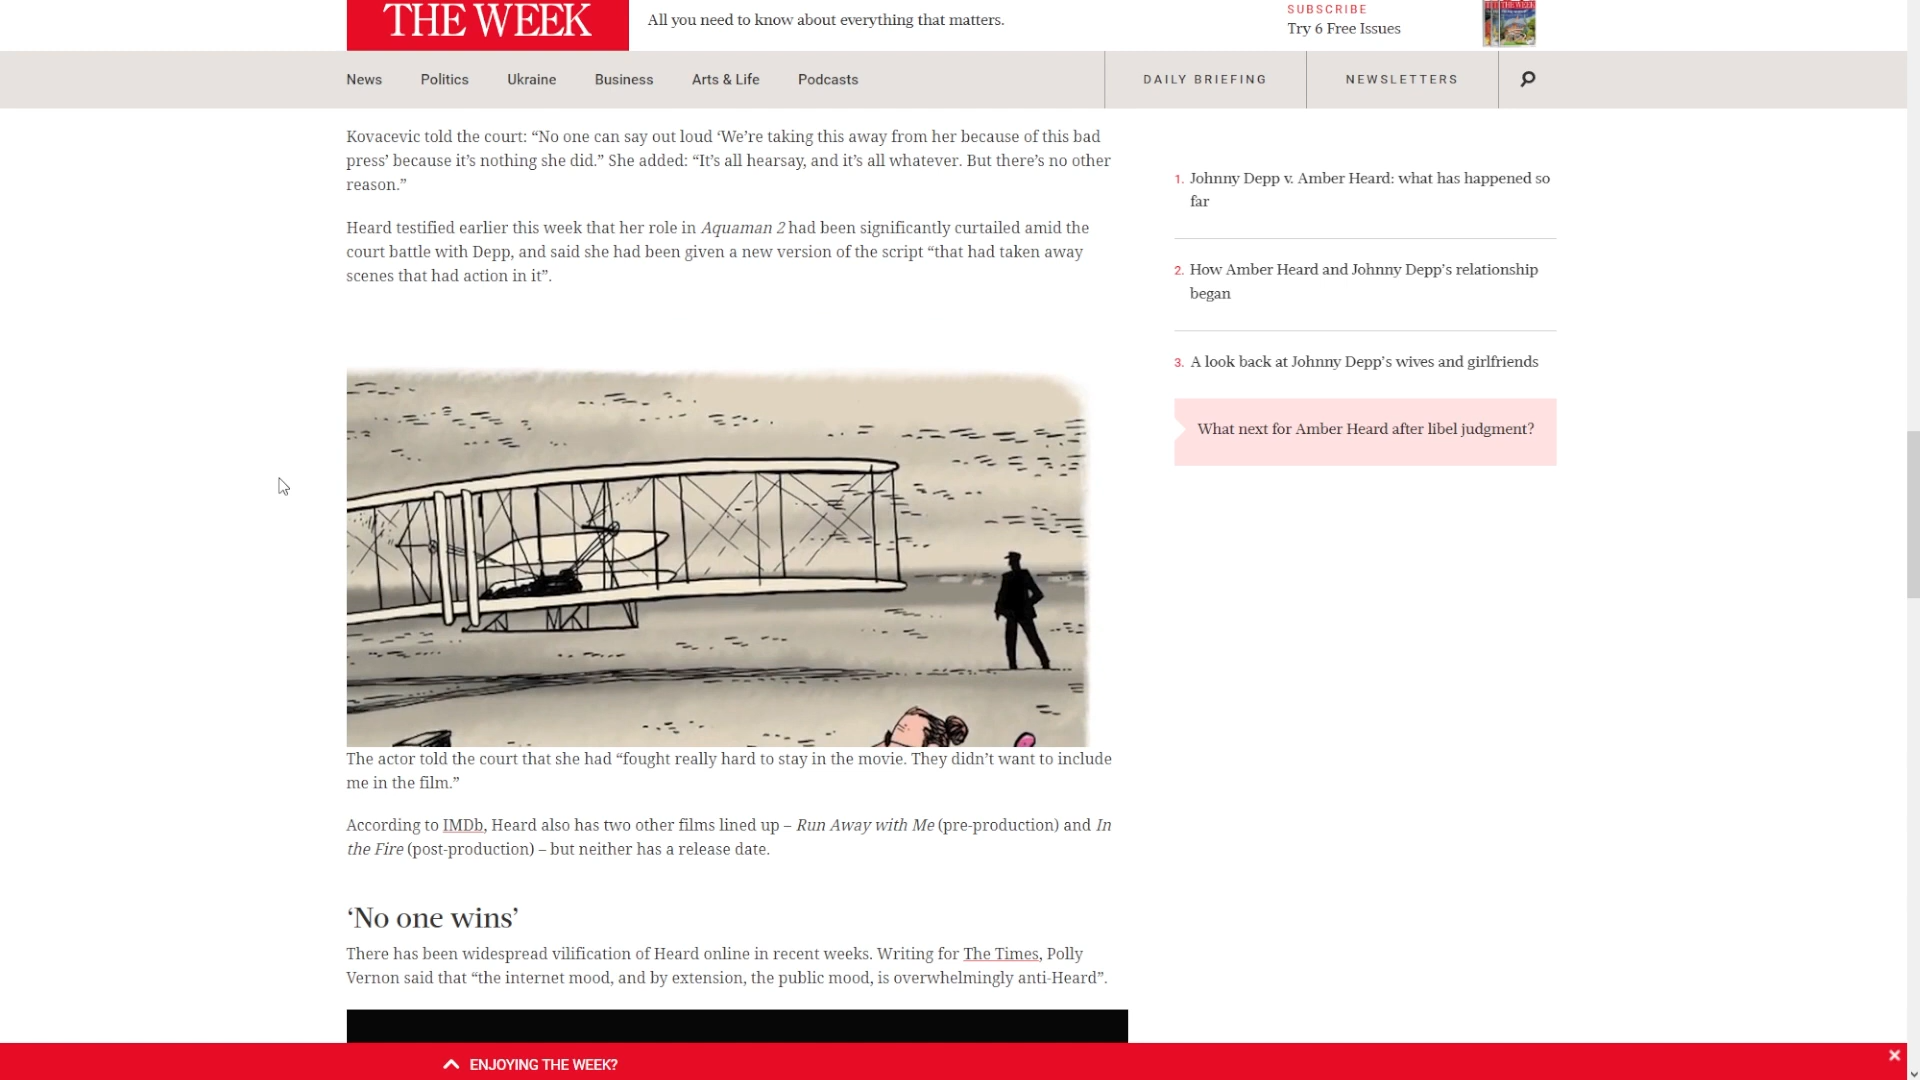 THE WEEK
All you need to know about everything that matters.
SUBSCRIBE
Try 6 Free Issues
News
Politics
Ukraine
Business
Arts & Life
Podcasts
DAILY BRIEFING
NEWSLETTERS
Kovacevic told the court: “No one can say out loud ‘We’re taking this away from her because of this bad
press’ because it’s nothing she did.” She added: “It’s all hearsay, and it’s all whatever. But there’s no other
reason.”
Heard testified earlier this week that her role in Aquaman 2 had been significantly curtailed amid the
court battle with Depp, and said she had been given a new version of the script “that had taken away
scenes that had action in it”.
The actor told the court that she had “fought really hard to stay in the movie. They didn’t want to include
me in the film.”
According to IMDb, Heard also has two other films lined up – Run Away with Me (pre-production) and In
the Fire (post-production) – but neither has a release date.
‘No one wins’
There has been widespread vilification of Heard online in recent weeks. Writing for The Times, Polly
Vernon said that “the internet mood, and by extension, the public mood, is overwhelmingly anti-Heard”.
1. Johnny Depp v. Amber Heard: what has happened so
far
2. How Amber Heard and Johnny Depp’s relationship
began
3. A look back at Johnny Depp’s wives and girlfriends
What next for Amber Heard after libel judgment?
ENJOYING THE WEEK?